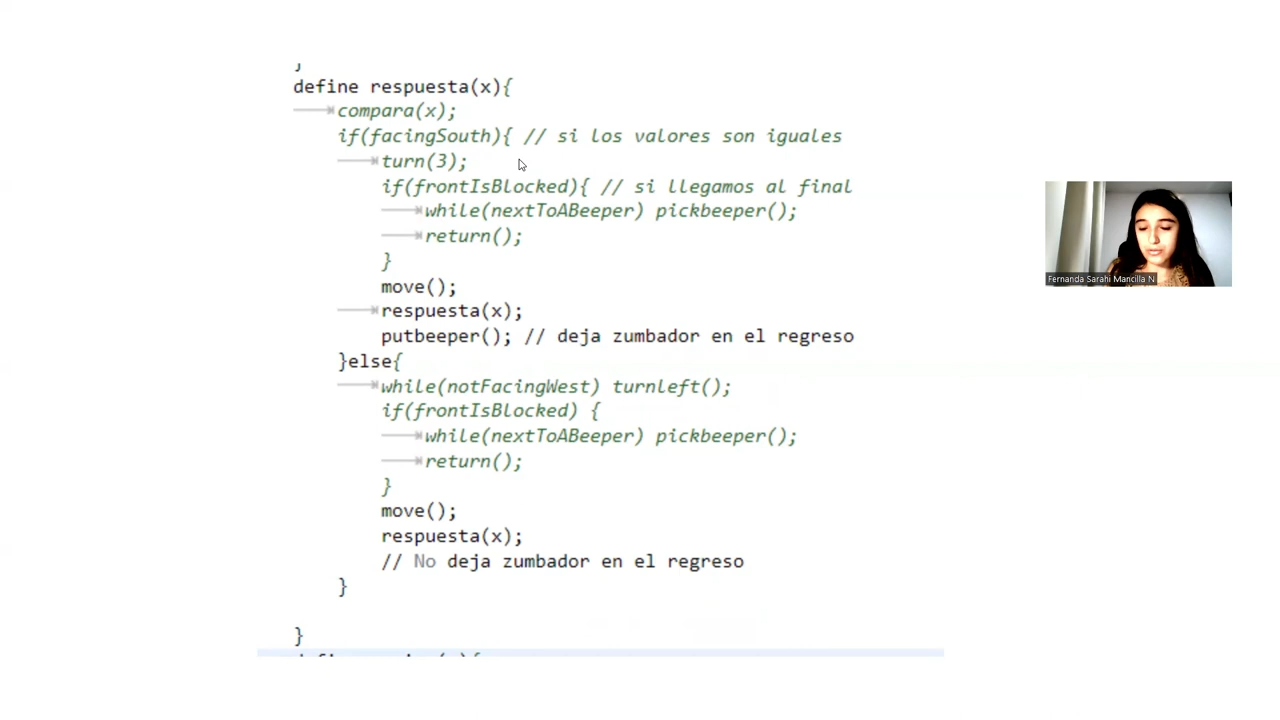 }
define respuesta(x){
compara(x);
if(facingSouth){ // si los valores son iguales
turn(3);
if(frontIsBlocked){ // si llegamos al final
while(nextToABeeper) pickbeeper();
return();
}
move();
respuesta(x);
putbeeper(); // deja zumbador en el regreso
}else{
while(notFacingWest) turnleft();
if(frontIsBlocked) {
while(nextToABeeper) pickbeeper();
return();
}
move();
respuesta(x);
// No deja zumbador en el regreso
}
}
Fernanda Sarahi Mancilla N